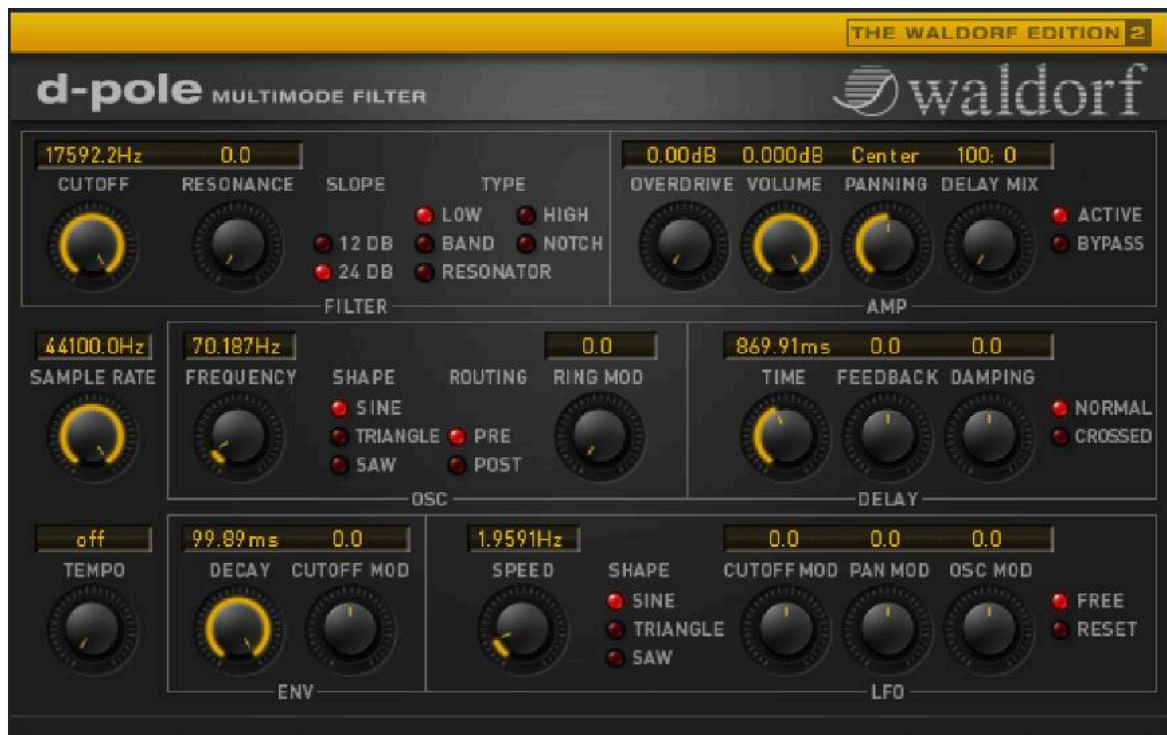 THE WALDORF EDITION 2
d-pole MULTIMODE FILTER
waldorf
17592.2Hz 0.0 0.00dB 0.000dB Center 100: 0
CUTOFF RESONANCE SLOPE TYPE OVERDRIVE VOLUME PANNING DELAY MIX
LOW HIGH ACTIVE
12 DB BAND NOTCH BYPASS
24 DB RESONATOR
FILTER AMP
44100.0Hz 70.187Hz 0.0 869.91ms 0.0 0.0
SAMPLE RATE FREQUENCY SHAPE ROUTING RING MOD TIME FEEDBACK DAMPING
SINE NORMAL
TRIANGLE PRE CROSSED
SAW POST
OSC DELAY
off 99.89ms 0.0 1.9591Hz 0.0 0.0 0.0
TEMPO DECAY CUTOFF MOD SPEED SHAPE CUTOFF MOD PAN MOD OSC MOD
SINE FREE
TRIANGLE RESET
SAW
ENV LFO